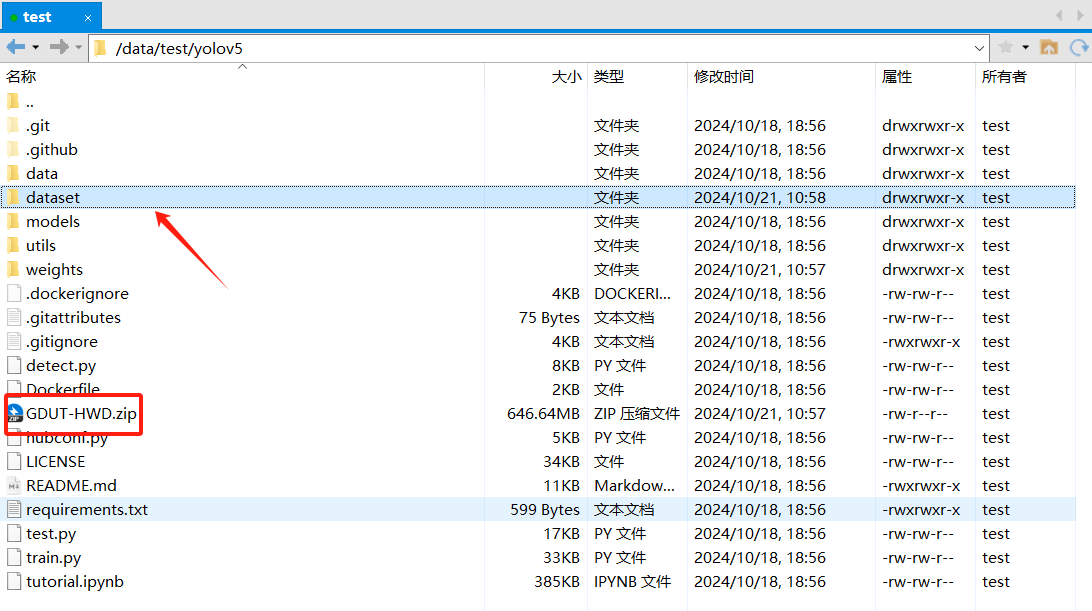 test ×
/data/test/yolov5
名称 大小 类型 修改时间 属性 所有者
..
.git 文件夹 2024/10/18, 18:56 drwxrwxr-x test
.github 文件夹 2024/10/18, 18:56 drwxrwxr-x test
data 文件夹 2024/10/18, 18:56 drwxrwxr-x test
dataset 文件夹 2024/10/21, 10:58 drwxrwxr-x test
models 文件夹 2024/10/18, 18:56 drwxrwxr-x test
utils 文件夹 2024/10/18, 18:56 drwxrwxr-x test
weights 文件夹 2024/10/21, 10:57 drwxrwxr-x test
.dockerignore 4KB DOCKERI... 2024/10/18, 18:56 -rw-rw-r-- test
.gitattributes 75 Bytes 文本文档 2024/10/18, 18:56 -rw-rw-r-- test
.gitignore 4KB 文本文档 2024/10/18, 18:56 -rwxrwxr-x test
detect.py 8KB PY 文件 2024/10/18, 18:56 -rw-rw-r-- test
Dockerfile 2KB 文件 2024/10/18, 18:56 -rw-rw-r-- test
ZIP GDUT-HWD.zip 646.64MB ZIP 压缩文件 2024/10/21, 10:57 -rw-r--r-- test
hubconf.py 5KB PY 文件 2024/10/18, 18:56 -rw-rw-r-- test
LICENSE 34KB 文件 2024/10/18, 18:56 -rw-rw-r-- test
README.md 11KB Markdow... 2024/10/18, 18:56 -rwxrwxr-x test
requirements.txt 599 Bytes 文本文档 2024/10/18, 18:56 -rwxrwxr-x test
test.py 17KB PY 文件 2024/10/18, 18:56 -rw-rw-r-- test
train.py 33KB PY 文件 2024/10/18, 18:56 -rw-rw-r-- test
tutorial.ipynb 385KB IPYNB 文件 2024/10/18, 18:56 -rw-rw-r-- test